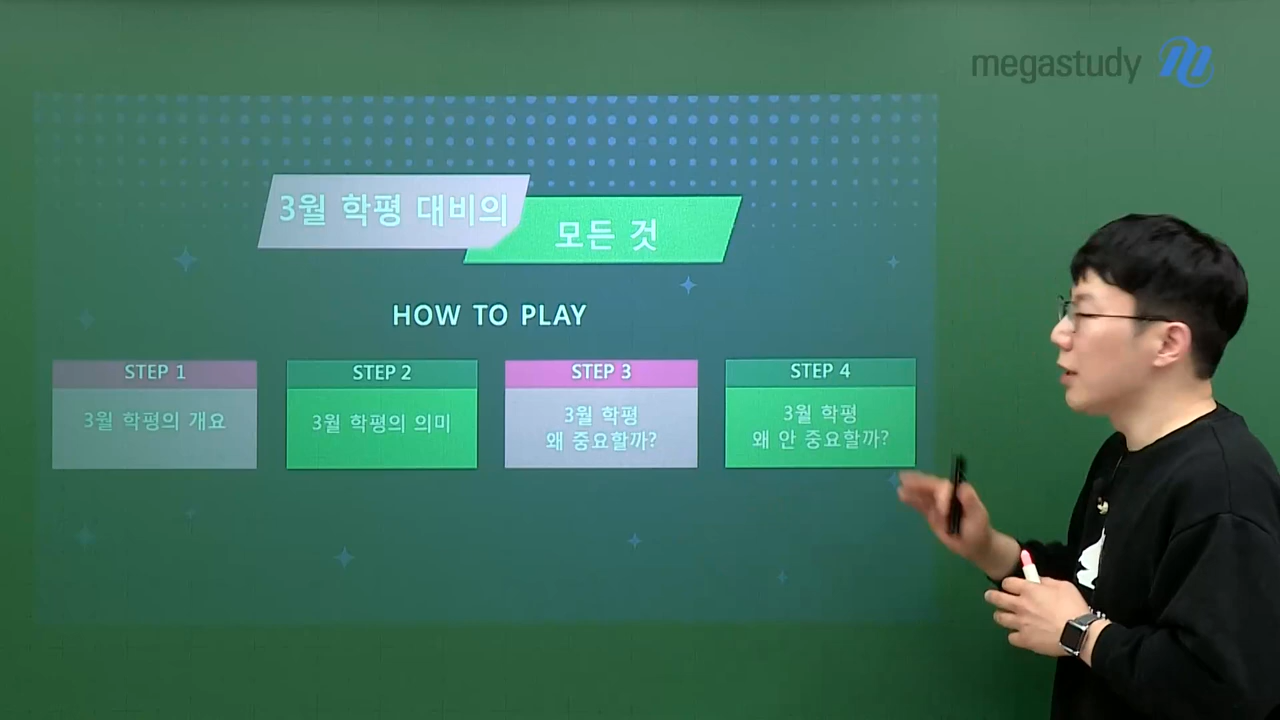 megastudy
3월 학평 대비의
모든 것
HOW TO PLAY
STEP 1
3월 학평의 개요
STEP 2
3월 학평의 의미
STEP 3
3월 학평
왜 중요할까?
STEP 4
3월 학평
왜 안 중요할까?